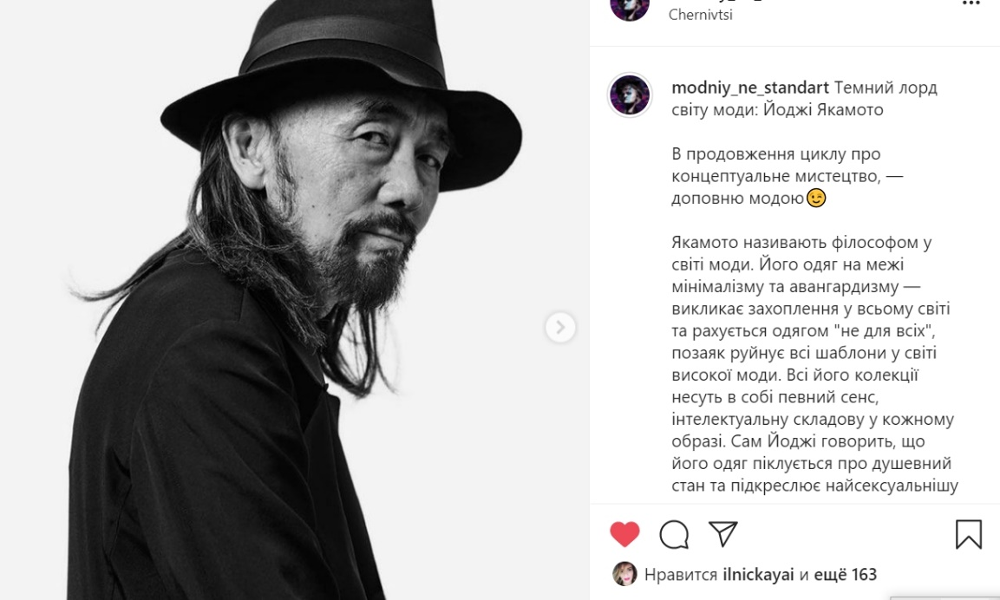 Chernivtsi
modniy_ne_standart Темний лорд
світу моди: Йоджі Якамото
В продовження циклу про
концептуальне мистецтво, —
доповню модою😉
Якамото називають філософом у
світі моди. Його одяг на межі
мінімалізму та авангардизму —
викликає захоплення у всьому світі
та рахується одягом "не для всіх",
позаяк руйнує всі шаблони у світі
високої моди. Всі його колекції
несуть в собі певний сенс,
інтелектуальну складову у кожному
образі. Сам Йоджі говорить, що
його одяг піклується про душевний
стан та підкреслює найсексуальнішу
Нравится ilnickayai и ещё 163